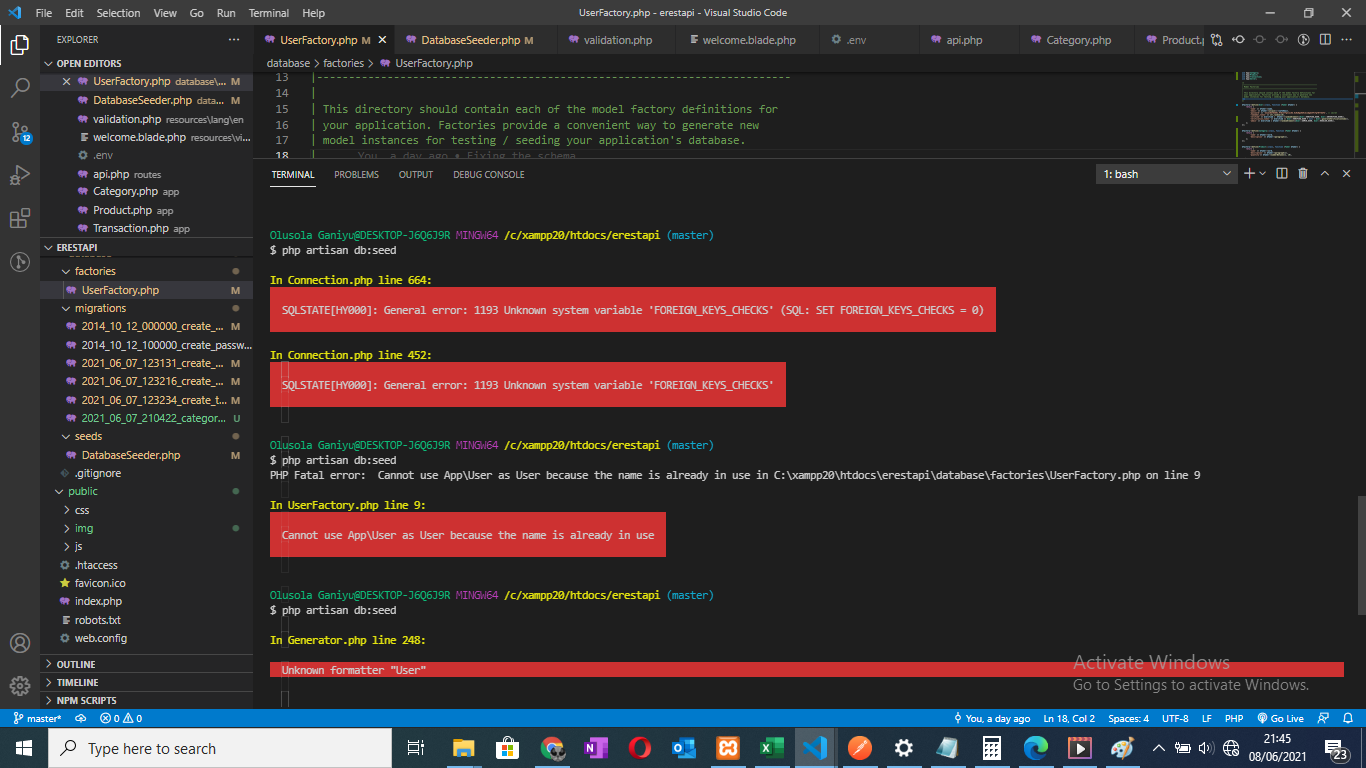 File Edit Selection View Go Run Terminal Help
UserFactory.php - erestapi - Visual Studio Code
EXPLORER
UserFactory.php M
DatabaseSeeder.php M
validation.php
welcome.blade.php
.env
api.php
Category.php
Product.p
OPEN EDITORS
UserFactory.php database\... M
DatabaseSeeder.php data... M
validation.php resources\lang\en
welcome.blade.php resources\vi...
.env
api.php routes
Category.php app
Product.php app
Transaction.php app
12
ERESTAPI
factories
UserFactory.php M
migrations
2014_10_12_000000_create_... M
2014_10_12_100000_create_passw...
2021_06_07_123131_create_... M
2021_06_07_123216_create_... M
2021_06_07_123234_create_t... M
2021_06_07_210422_categor... U
seeds
DatabaseSeeder.php M
.gitignore
public
css
img
js
.htaccess
favicon.ico
index.php
robots.txt
web.config
OUTLINE
TIMELINE
NPM SCRIPTS
database > factories > UserFactory.php
13 |--------------------------------------------------------------------------
14 |
15 | This directory should contain each of the model factory definitions for
16 | your application. Factories provide a convenient way to generate new
17 | model instances for testing / seeding your application's database.
18 | You, a day ago • Fixing the schema
TERMINAL PROBLEMS OUTPUT DEBUG CONSOLE
1: bash
Olusola Ganiyu@DESKTOP-J6Q6J9R MINGW64 /c/xampp20/htdocs/erestapi (master)
$ php artisan db:seed
In Connection.php line 664:
SQLSTATE[HY000]: General error: 1193 Unknown system variable 'FOREIGN_KEYS_CHECKS' (SQL: SET FOREIGN_KEYS_CHECKS = 0)
In Connection.php line 452:
SQLSTATE[HY000]: General error: 1193 Unknown system variable 'FOREIGN_KEYS_CHECKS'
Olusola Ganiyu@DESKTOP-J6Q6J9R MINGW64 /c/xampp20/htdocs/erestapi (master)
$ php artisan db:seed
PHP Fatal error:  Cannot use App\User as User because the name is already in use in C:\xampp20\htdocs\erestapi\database\factories\UserFactory.php on line 9
In UserFactory.php line 9:
Cannot use App\User as User because the name is already in use
Olusola Ganiyu@DESKTOP-J6Q6J9R MINGW64 /c/xampp20/htdocs/erestapi (master)
$ php artisan db:seed
In Generator.php line 248:
Unknown formatter "User"
Activate Windows
Go to Settings to activate Windows.
master* 0 0
You, a day ago Ln 18, Col 2 Spaces: 4 UTF-8 LF PHP Go Live
Type here to search
21:45
08/06/2021
23